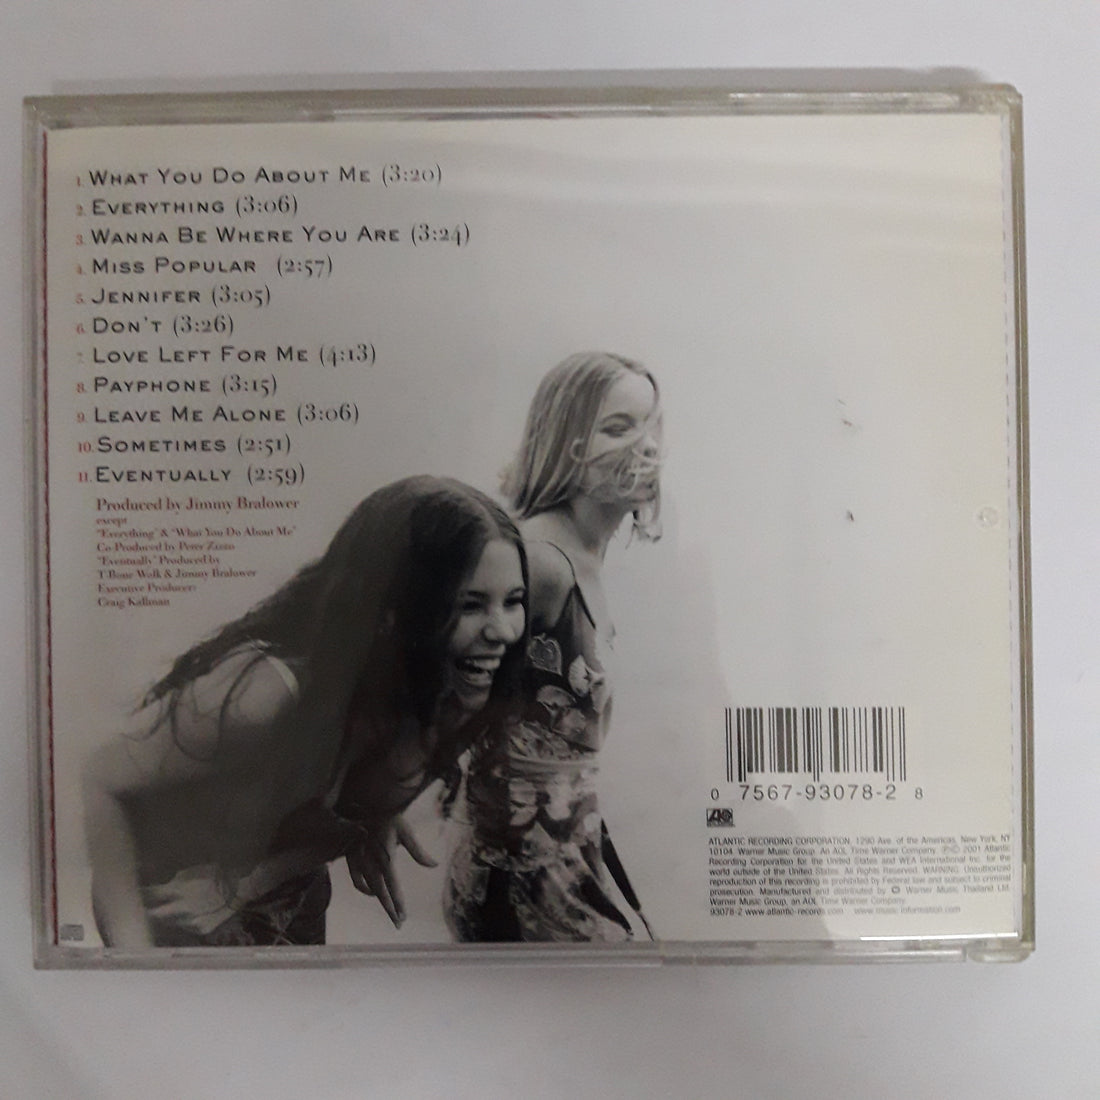 1. What You Do About Me (3:20)
2. Everything (3:06)
3. Wanna Be Where You Are (3:24)
4. Miss Popular (2:57)
5. Jennifer (3:05)
6. Don't (3:26)
7. Love Left For Me (4:13)
8. Payphone (3:15)
9. Leave Me Alone (3:06)
10. Sometimes (2:51)
11. Eventually (2:59)
Produced by Jimmy Bralower
except
"Everything" & "What You Do About Me"
Co-Produced by Peter Zizzo
"Eventually" Produced by
T-Bone Wolk & Jimmy Bralower
Executive Producer:
Craig Kallman
0 7567-93078-2 8
ATLANTIC RECORDING CORPORATION, 1290 Ave. of the Americas, New York, NY
10104. Warner Music Group. An AOL Time Warner Company. ℗© 2001 Atlantic
Recording Corporation for the United States and WEA International Inc. for the
world outside of the United States. All Rights Reserved. WARNING: Unauthorized
reproduction of this recording is prohibited by Federal law and subject to criminal
prosecution. Manufactured and distributed by Warner Music Thailand Ltd.
Warner Music Group, an AOL Time Warner Company.
93078-2 www.atlantic-records.com www.music information.com